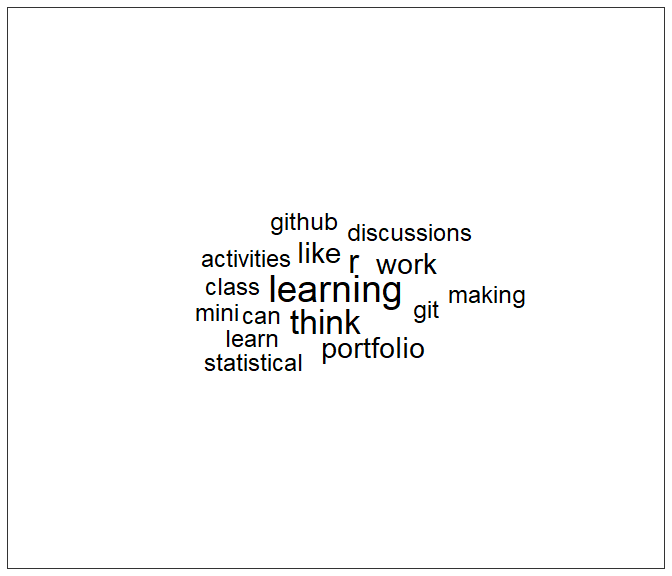 github
discussions
activities like r work
class learning making
mini can think git
learn portfolio
statistical